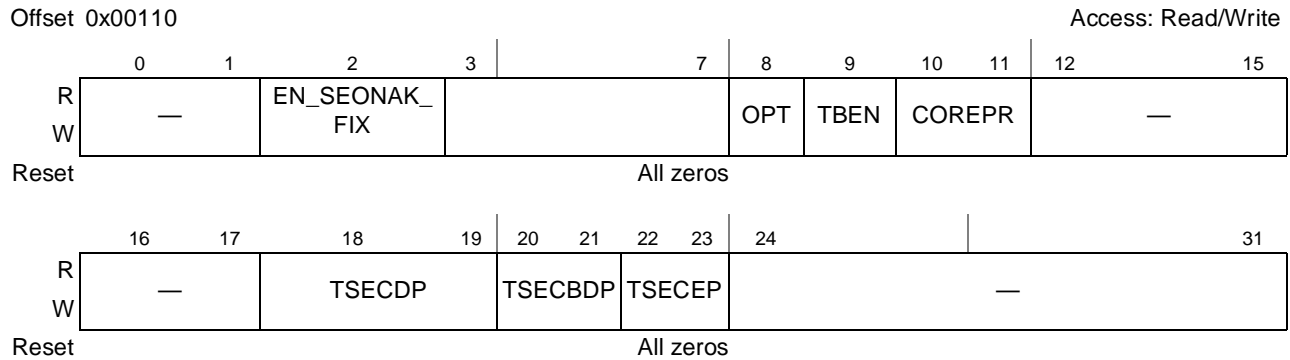 Offset 0x00110 Access: Read/Write
0 1 2 3 7 8 9 10 11 12 15
R
W
— EN_SEONAK_
FIX OPT TBEN COREPR —
Reset All zeros
16 17 18 19 20 21 22 23 24 31
R
W
— TSECDP TSECBDP TSECEP —
Reset All zeros